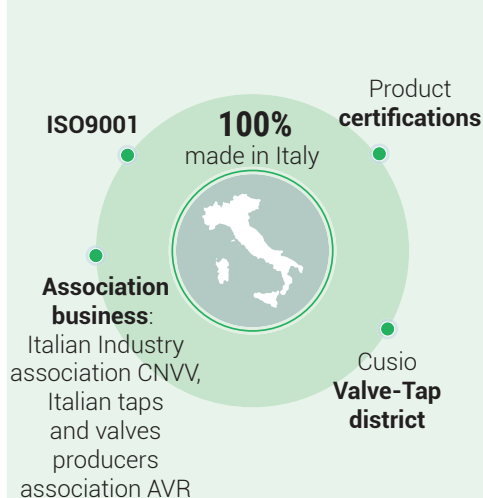 ISO9001
100%
made in Italy
Product
certifications
Association
business:
Italian Industry
association CNVV,
Italian taps
and valves
producers
association AVR
Cusio
Valve-Tap
district